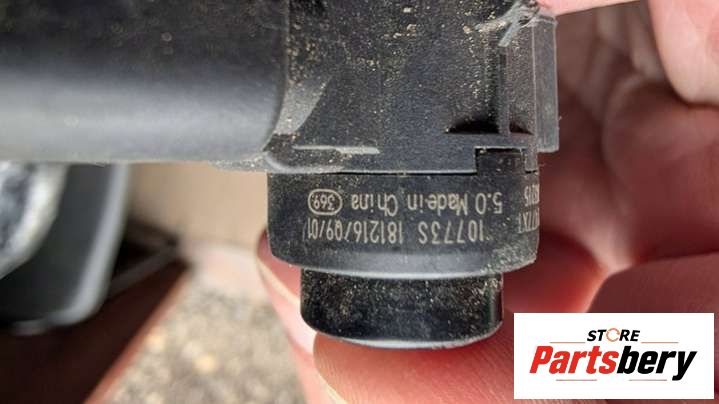 10773S 181216/09/01
5.0 Made in China 369
STORE
Partsbery